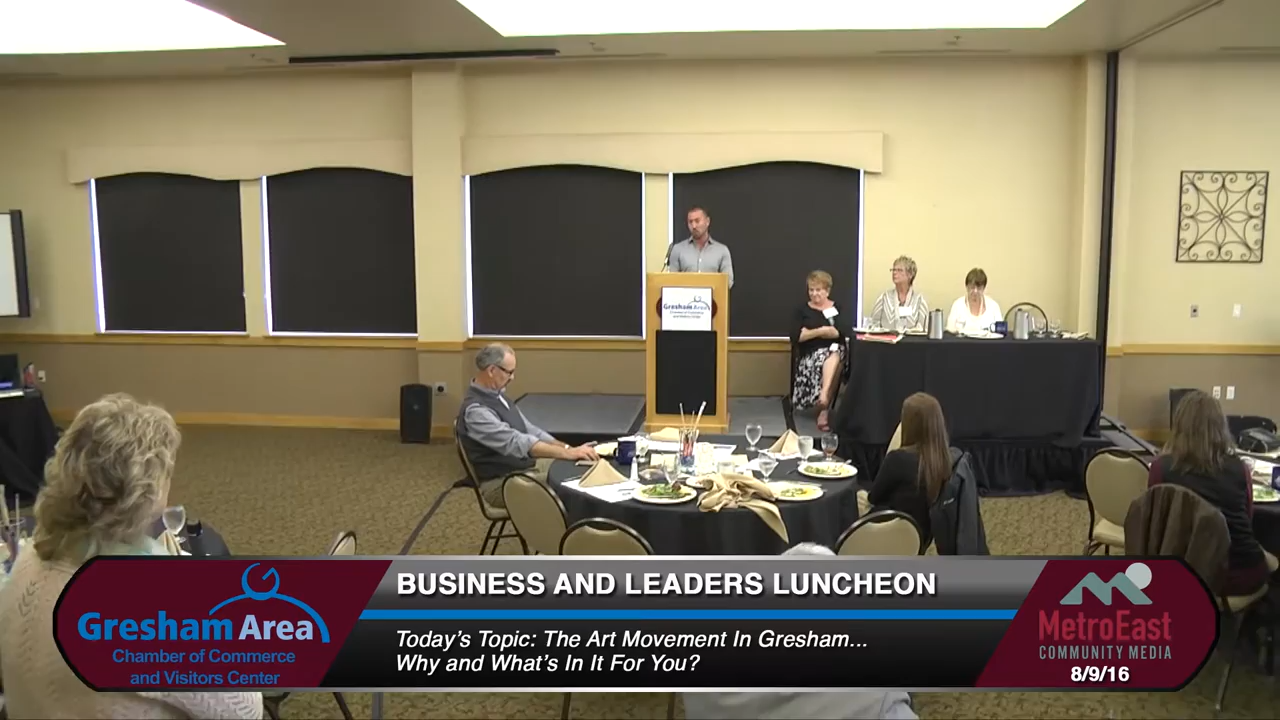 Gresham Area
BUSINESS AND LEADERS LUNCHEON
Gresham Area
Chamber of Commerce
and Visitors Center
Today's Topic: The Art Movement In Gresham...
Why and What's In It For You?
MetroEast
COMMUNITY MEDIA
8/9/16